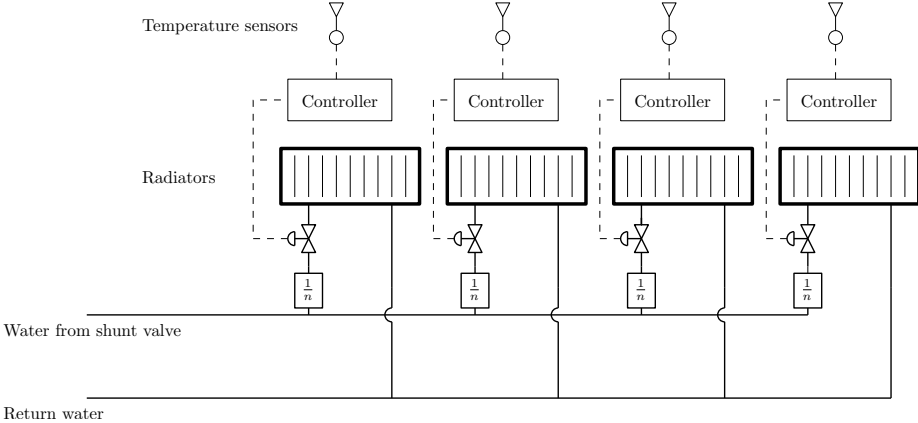 Temperature sensors
Controller Controller Controller Controller
Radiators
1/n 1/n 1/n 1/n
Water from shunt valve
Return water